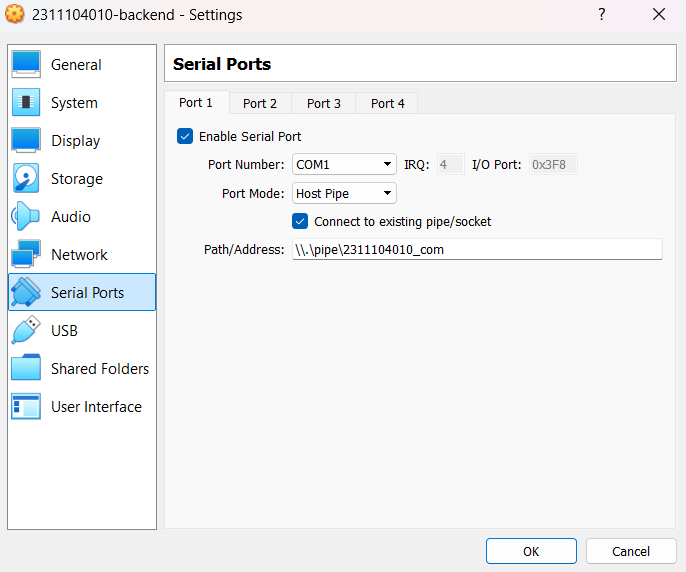 2311104010-backend - Settings
?
General
System
Display
Storage
Audio
Network
Serial Ports
USB
Shared Folders
User Interface
Serial Ports
Port 1 Port 2 Port 3 Port 4
Enable Serial Port
Port Number: COM1 IRQ: 4 I/O Port: 0x3F8
Port Mode: Host Pipe
Connect to existing pipe/socket
Path/Address: \\.\pipe\2311104010_com
OK Cancel